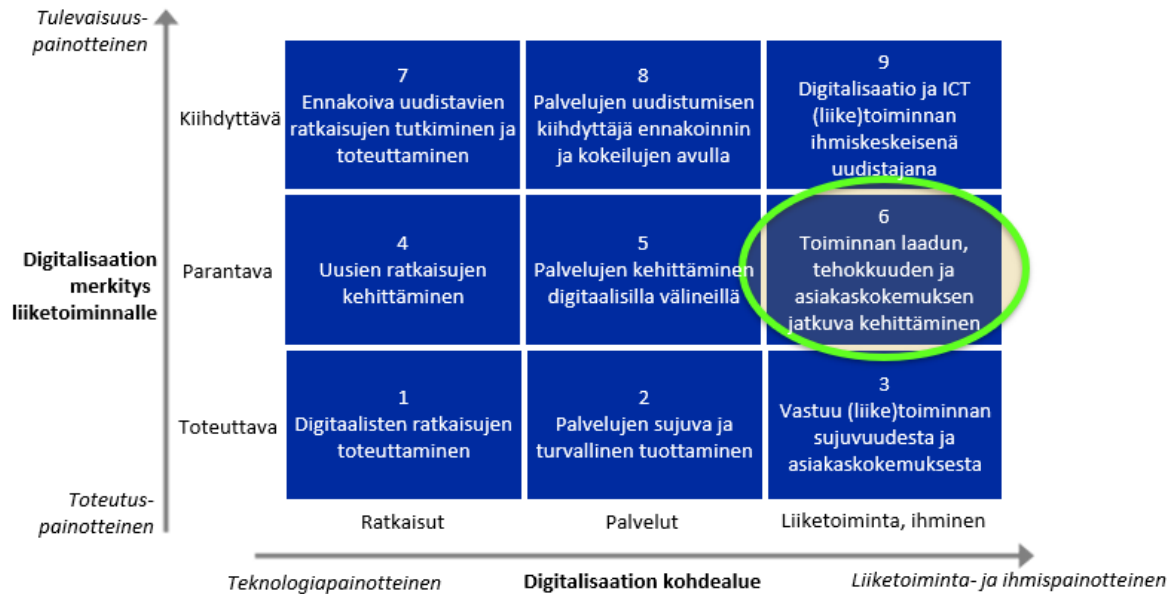 Tulevaisuus-
painotteinen
Digitalisaation
merkitys
liiketoiminnalle
Toteutus-
painotteinen
Kiihdyttävä
7
Ennakoiva uudistavien
ratkaisujen tutkiminen ja
toteuttaminen
8
Palvelujen uudistumisen
kiihdyttäjä ennakoinnin
ja kokeilujen avulla
9
Digitalisaatio ja ICT
(liike)toiminnan
ihmiskeskeisenä
uudistajana
Parantava
4
Uusien ratkaisujen
kehittäminen
5
Palvelujen kehittäminen
digitaalisilla välineillä
6
Toiminnan laadun,
tehokkuuden ja
asiakaskokemuksen
jatkuva kehittäminen
Toteuttava
1
Digitaalisten ratkaisujen
toteuttaminen
2
Palvelujen sujuva ja
turvallinen tuottaminen
3
Vastuu (liike)toiminnan
sujuvuudesta ja
asiakaskokemuksesta
Ratkaisut
Palvelut
Liiketoiminta, ihminen
Teknologiapainotteinen
Digitalisaation kohdealue
Liiketoiminta- ja ihmispainotteinen